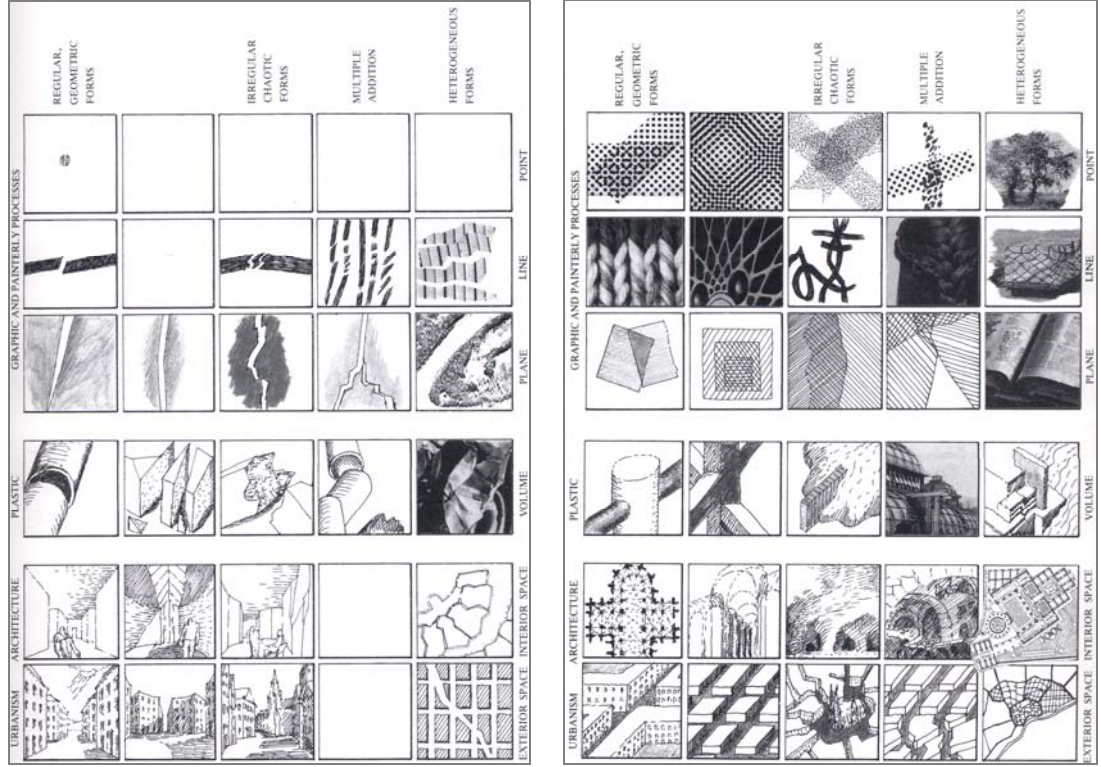 REGULAR,
GEOMETRIC
FORMS
IRREGULAR
CHAOTIC
FORMS
MULTIPLE
ADDITION
HETEROGENEOUS
FORMS
GRAPHIC AND PAINTERLY PROCESSES
PLASTIC
ARCHITECTURE
URBANISM
POINT
LINE
PLANE
VOLUME
INTERIOR SPACE
EXTERIOR SPACE
REGULAR,
GEOMETRIC
FORMS
IRREGULAR
CHAOTIC
FORMS
MULTIPLE
ADDITION
HETEROGENEOUS
FORMS
GRAPHIC AND PAINTERLY PROCESSES
PLASTIC
ARCHITECTURE
URBANISM
POINT
LINE
PLANE
VOLUME
INTERIOR SPACE
EXTERIOR SPACE